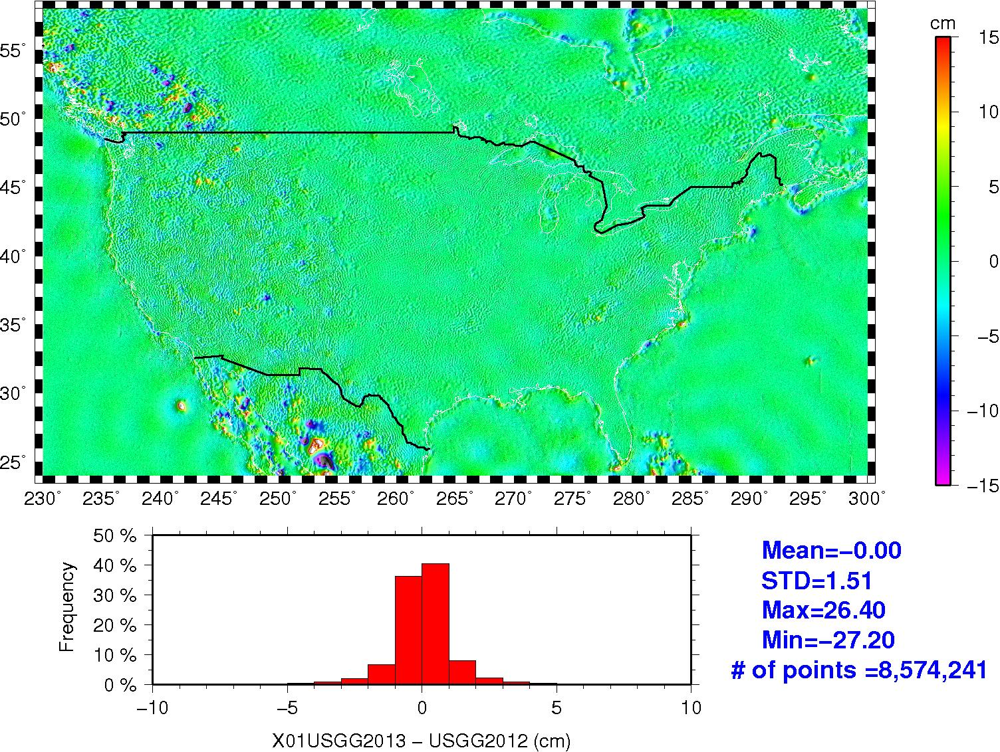 cm
15
10
5
0
−5
−10
−15
55°
50°
45°
40°
35°
30°
25°
230° 235° 240° 245° 250° 255° 260° 265° 270° 275° 280° 285° 290° 295° 300°
50 %
40 %
30 %
20 %
10 %
0 %
Frequency
−10 −5 0 5 10
X01USGG2013 − USGG2012 (cm)
Mean=−0.00
STD=1.51
Max=26.40
Min=−27.20
# of points =8,574,241